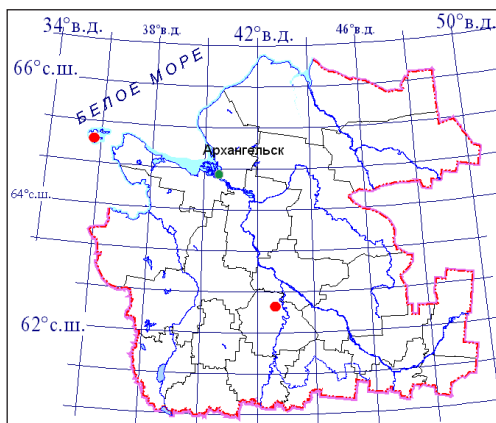 34°в.д.
38°в.д.
42°в.д.
46°в.д.
50°в.д.
66°с.ш.
БЕЛОЕ МОРЕ
Архангельск
64°с.ш.
62°с.ш.